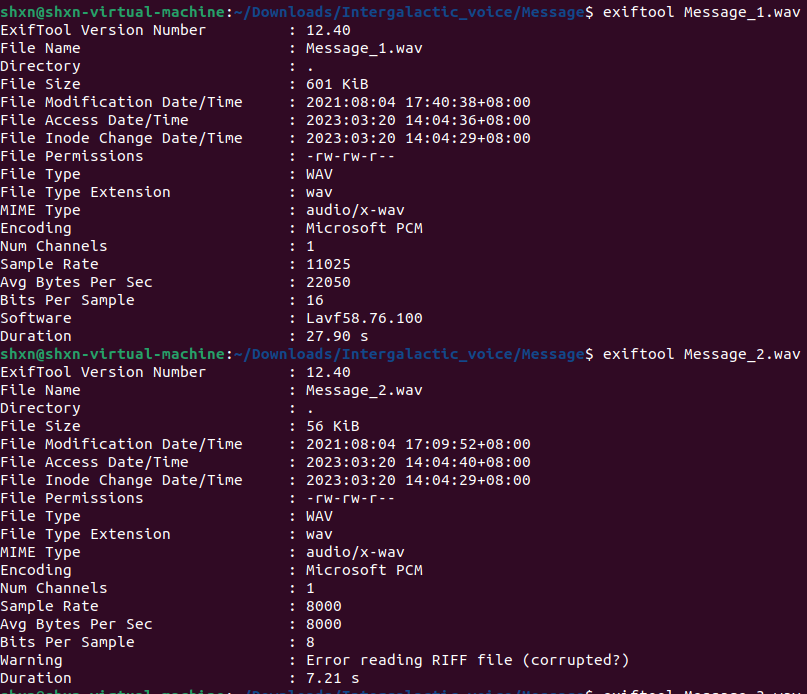 shxn@shxn-virtual-machine:~/Downloads/Intergalactic_voice/Message$ exiftool Message_1.wav
ExifTool Version Number         : 12.40
File Name                       : Message_1.wav
Directory                       : .
File Size                       : 601 KiB
File Modification Date/Time     : 2021:08:04 17:40:38+08:00
File Access Date/Time           : 2023:03:20 14:04:36+08:00
File Inode Change Date/Time     : 2023:03:20 14:04:29+08:00
File Permissions                : -rw-rw-r--
File Type                       : WAV
File Type Extension             : wav
MIME Type                       : audio/x-wav
Encoding                        : Microsoft PCM
Num Channels                    : 1
Sample Rate                     : 11025
Avg Bytes Per Sec               : 22050
Bits Per Sample                 : 16
Software                        : Lavf58.76.100
Duration                        : 27.90 s
shxn@shxn-virtual-machine:~/Downloads/Intergalactic_voice/Message$ exiftool Message_2.wav
ExifTool Version Number         : 12.40
File Name                       : Message_2.wav
Directory                       : .
File Size                       : 56 KiB
File Modification Date/Time     : 2021:08:04 17:09:52+08:00
File Access Date/Time           : 2023:03:20 14:04:40+08:00
File Inode Change Date/Time     : 2023:03:20 14:04:29+08:00
File Permissions                : -rw-rw-r--
File Type                       : WAV
File Type Extension             : wav
MIME Type                       : audio/x-wav
Encoding                        : Microsoft PCM
Num Channels                    : 1
Sample Rate                     : 8000
Avg Bytes Per Sec               : 8000
Bits Per Sample                 : 8
Warning                         : Error reading RIFF file (corrupted?)
Duration                        : 7.21 s
shxn@shxn-virtual-machine:~/Downloads/Intergalactic_voice/Message$ exiftool Message_3.wav